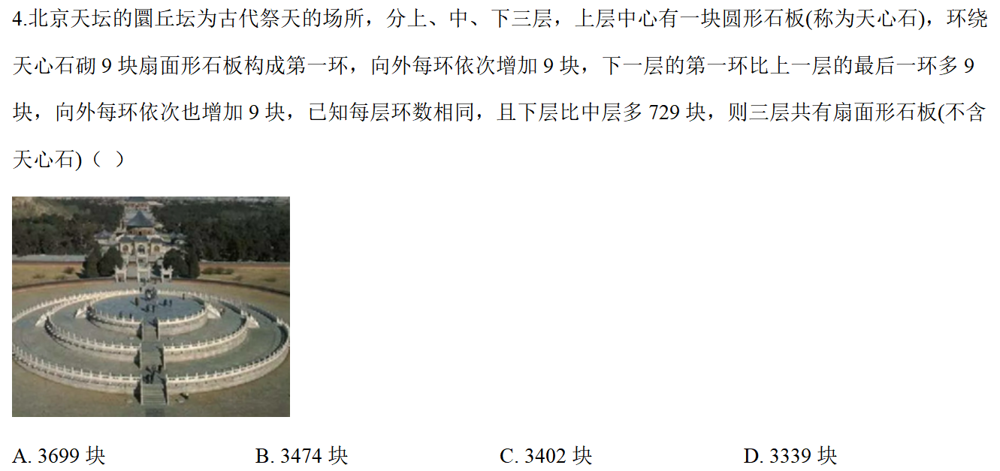 4.北京天坛的圜丘坛为古代祭天的场所，分上、中、下三层，上层中心有一块圆形石板(称为天心石)，环绕
天心石砌 9 块扇面形石板构成第一环，向外每环依次增加 9 块，下一层的第一环比上一层的最后一环多 9
块，向外每环依次也增加 9 块，已知每层环数相同，且下层比中层多 729 块，则三层共有扇面形石板(不含
天心石)（ ）
A. 3699 块 B. 3474 块 C. 3402 块 D. 3339 块